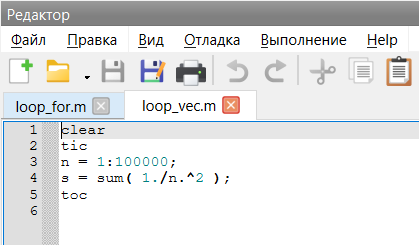 Редактор
Файл Правка Вид Отладка Выполнение Help
loop_for.m loop_vec.m
1 clear
2 tic
3 n = 1:100000;
4 s = sum( 1./n.^2 );
5 toc
6